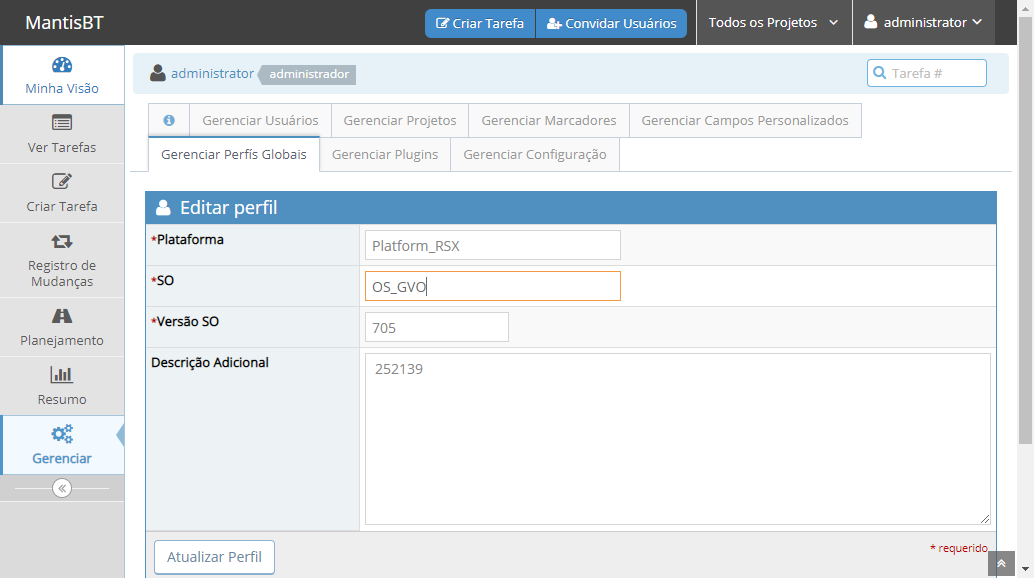 MantisBT
Criar Tarefa
Convidar Usuários
Todos os Projetos
administrator
Minha Visão
Ver Tarefas
Criar Tarefa
Registro de
Mudanças
Planejamento
Resumo
Gerenciar
administrator
administrador
Tarefa #
Gerenciar Usuários
Gerenciar Projetos
Gerenciar Marcadores
Gerenciar Campos Personalizados
Gerenciar Perfís Globais
Gerenciar Plugins
Gerenciar Configuração
Editar perfil
*Plataforma
Platform_RSX
*SO
OS_GVO
*Versão SO
705
Descrição Adicional
252139
Atualizar Perfil
* requerido